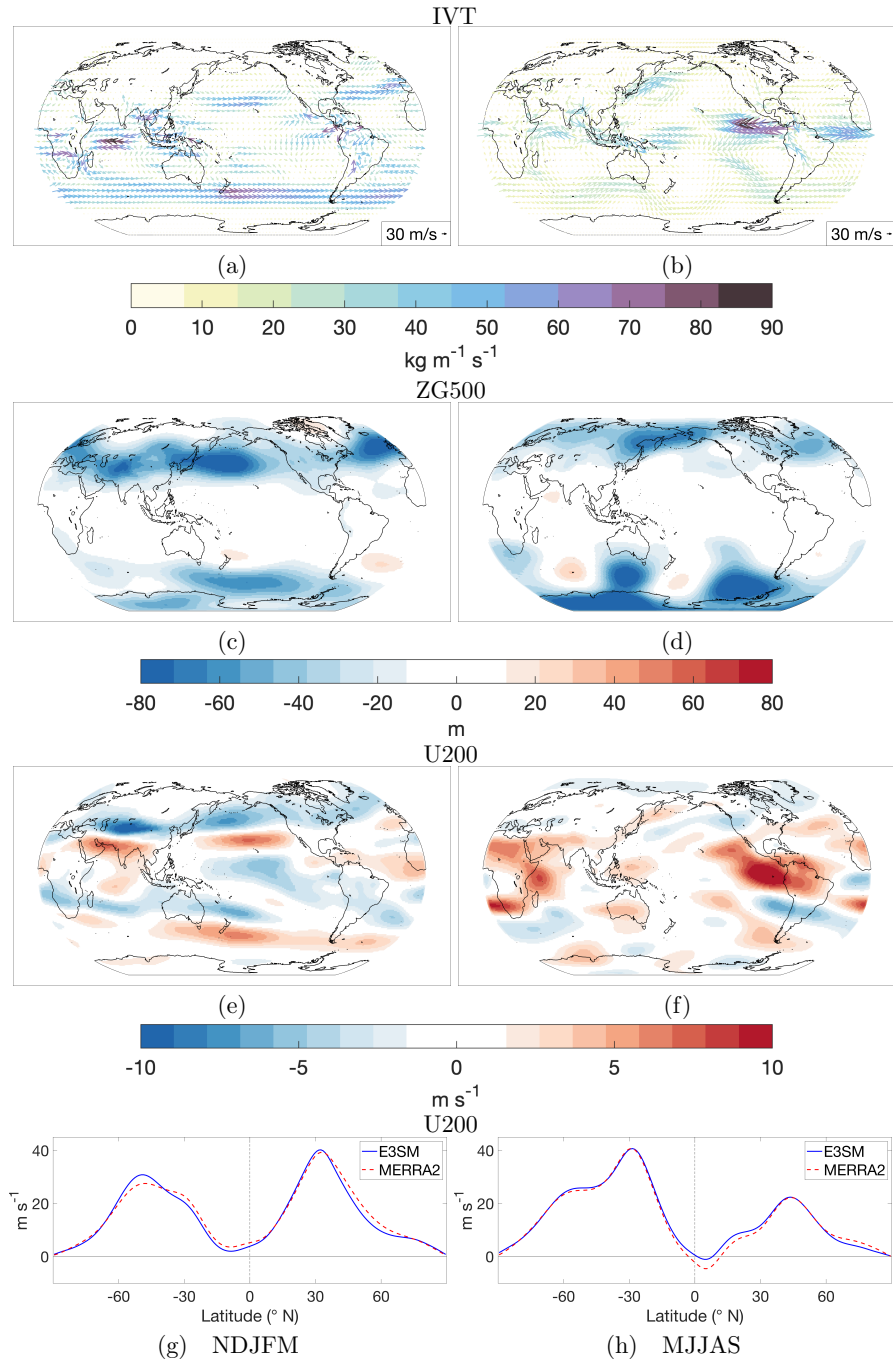 IVT
30 m/s
30 m/s
(a)
(b)
0 10 20 30 40 50 60 70 80 90
kg m⁻¹ s⁻¹
ZG500
(c)
(d)
-80 -60 -40 -20 0 20 40 60 80
m
U200
(e)
(f)
-10 -5 0 5 10
m s⁻¹
U200
40
20
0
m s⁻¹
E3SM
MERRA2
-60 -30 0 30 60
Latitude (° N)
40
20
0
m s⁻¹
E3SM
MERRA2
-60 -30 0 30 60
Latitude (° N)
(g) NDJFM
(h) MJJAS